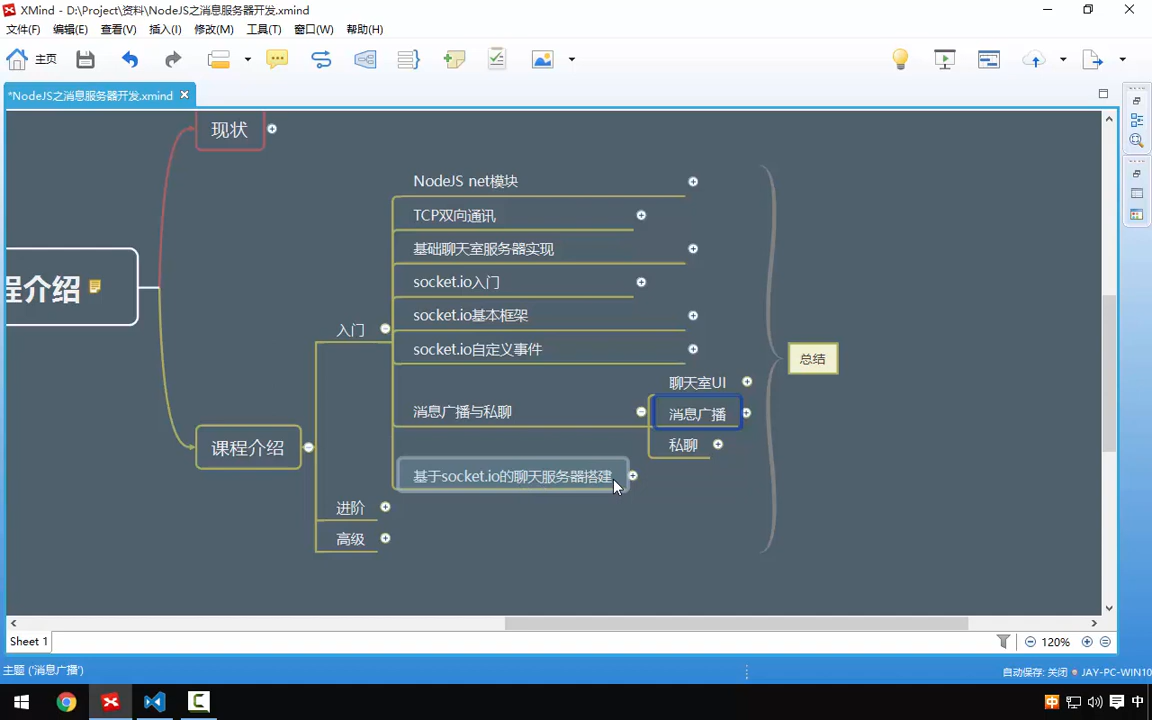 XMind - D:\Project\资料\NodeJS之消息服务器开发.xmind
文件(F) 编辑(E) 查看(V) 插入(I) 修改(M) 工具(T) 窗口(W) 帮助(H)
主页
*NodeJS之消息服务器开发.xmind
现状
NodeJS net模块
TCP双向通讯
基础聊天室服务器实现
socket.io入门
程介绍
socket.io基本框架
入门
socket.io自定义事件
总结
聊天室UI
消息广播与私聊
消息广播
课程介绍
私聊
基于socket.io的聊天服务器搭建
进阶
高级
Sheet 1
120%
主题 ('消息广播')
自动保存: 关闭
JAY-PC-WIN10
中
中